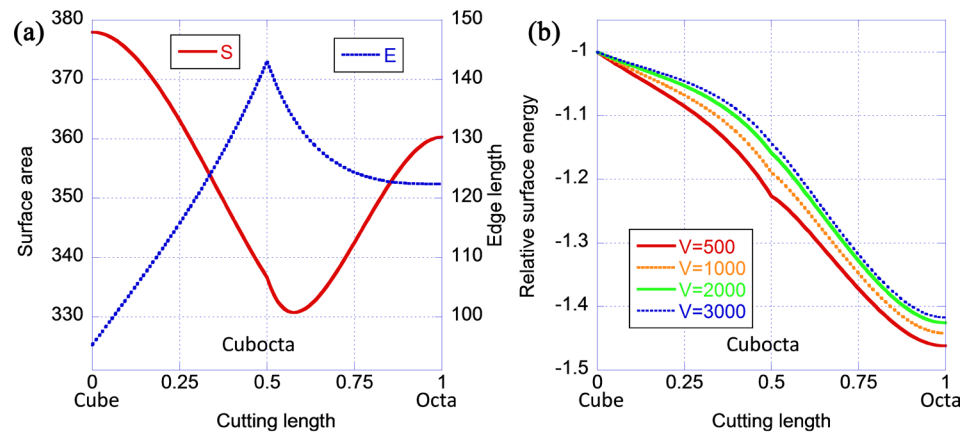 (a)
S
E
Surface area
380
370
360
350
340
330
Edge length
150
140
130
120
110
100
Cubocta
0 0.25 0.5 0.75 1
Cube Octa
Cutting length
(b)
Relative surface energy
-1
-1.1
-1.2
-1.3
-1.4
-1.5
V=500
V=1000
V=2000
V=3000
Cubocta
0 0.25 0.5 0.75 1
Cube Octa
Cutting length